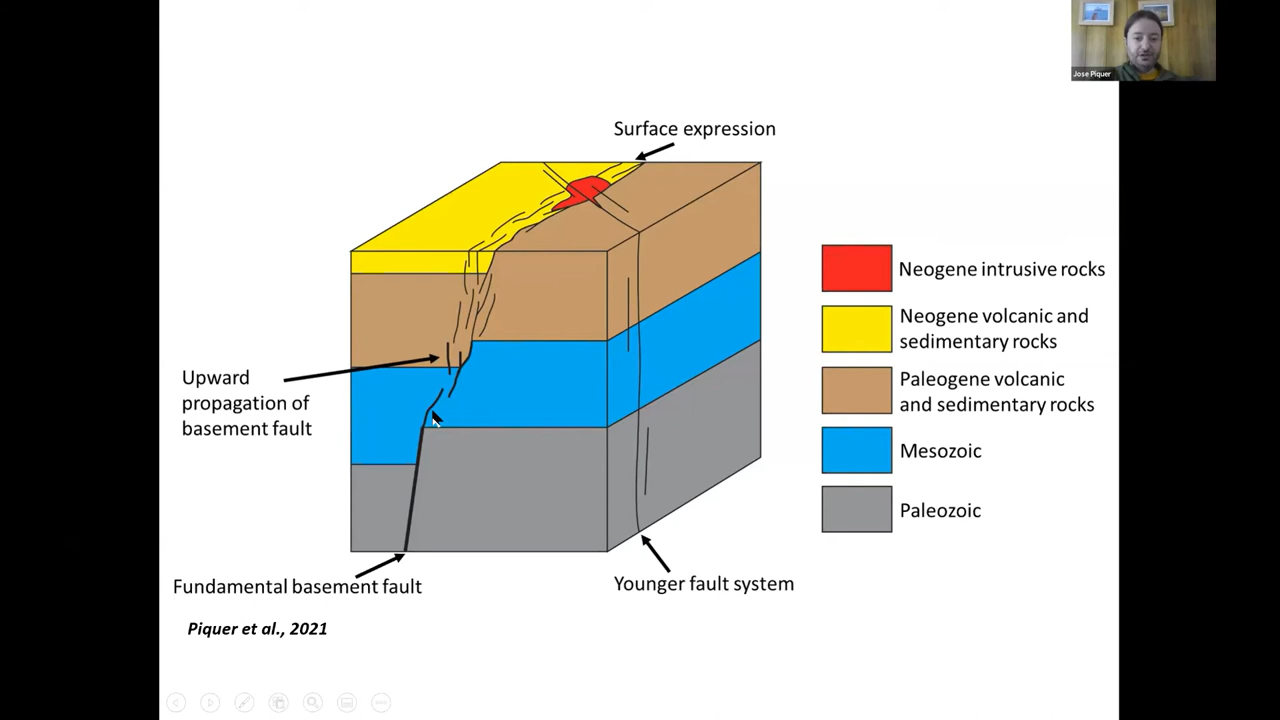 Jose Piquer
Surface expression
Neogene intrusive rocks
Neogene volcanic and
sedimentary rocks
Paleogene volcanic
and sedimentary rocks
Mesozoic
Paleozoic
Upward
propagation of
basement fault
Fundamental basement fault
Younger fault system
Piquer et al., 2021